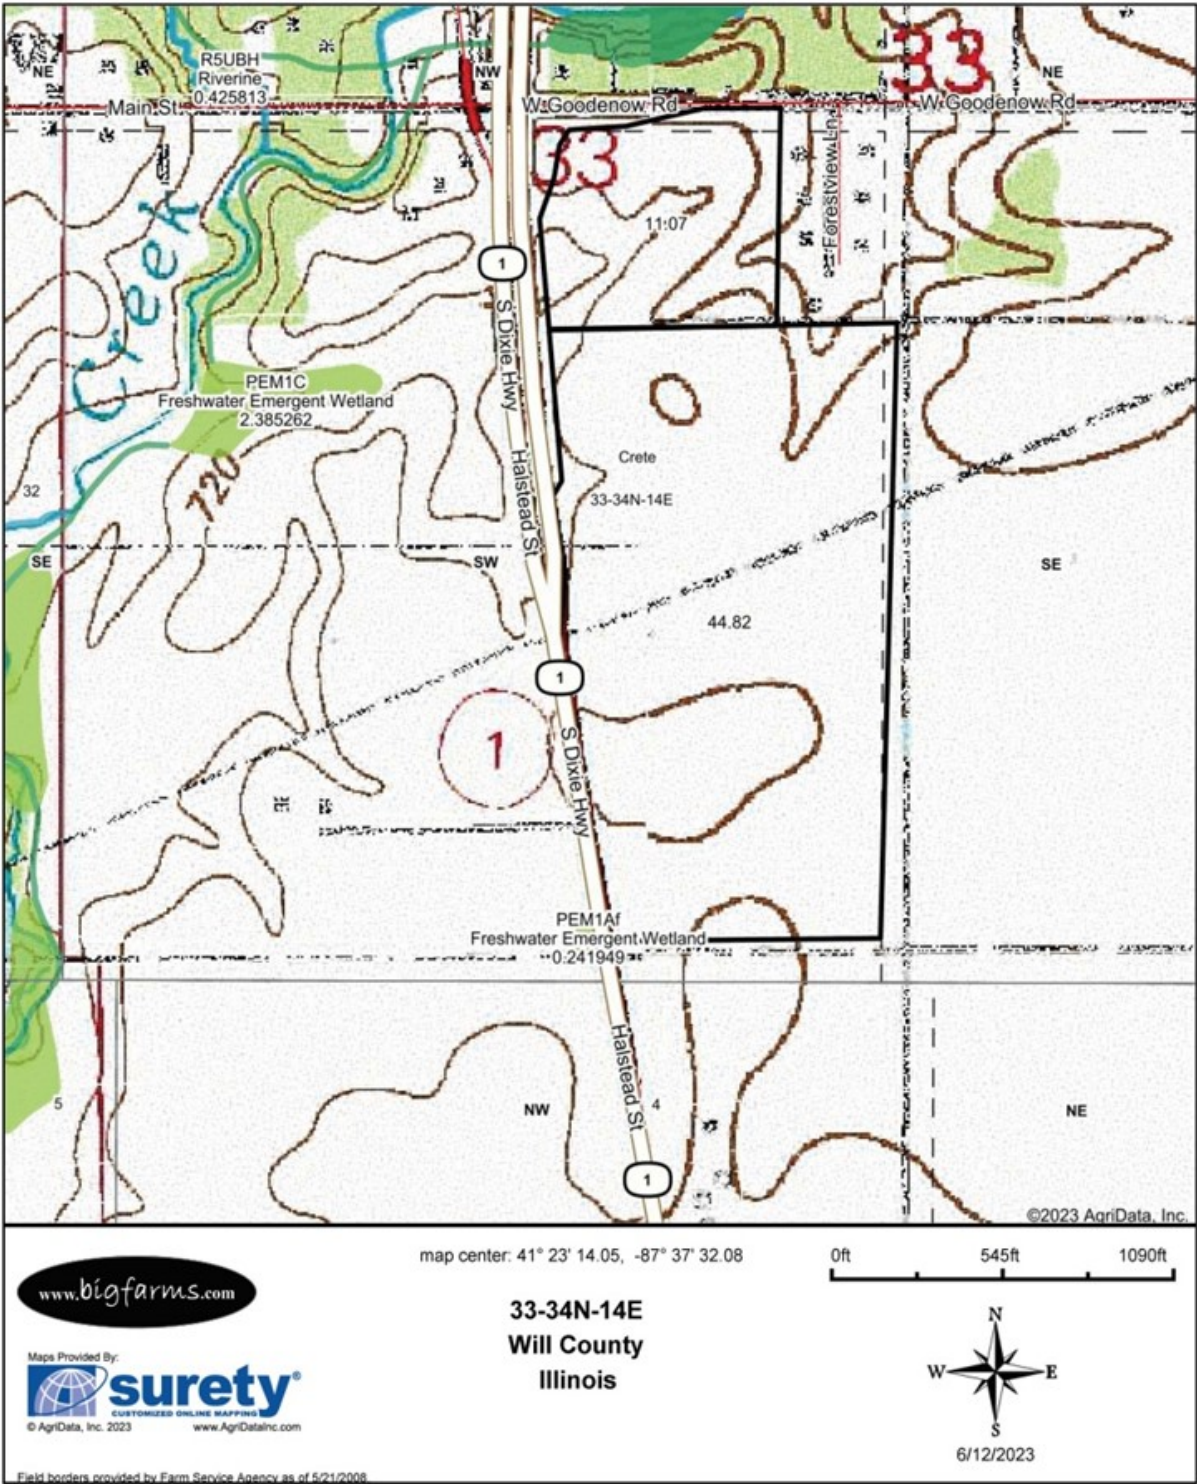 NE
R5UBH
Riverine
0.425813
NW
33
NE
Main St
W Goodenow Rd
W Goodenow Rd
33
Forestview Ln
11.07
Creek
1
S Dixie Hwy
PEM1C
Freshwater Emergent Wetland
2.385262
720
Crete
Halstead St
32
33-34N-14E
SE
SW
SE
44.82
1
1
S Dixie Hwy
PEM1Af
Freshwater Emergent Wetland
0.241949
Halstead St
5
NW
4
NE
1
©2023 AgriData, Inc.
map center: 41° 23' 14.05, -87° 37' 32.08
0ft 545ft 1090ft
www.bigfarms.com
33-34N-14E
Will County
Illinois
N
W E
S
Maps Provided By:
surety®
CUSTOMIZED ONLINE MAPPING
© AgriData, Inc. 2023 www.AgriDataInc.com
6/12/2023
Field borders provided by Farm Service Agency as of 5/21/2008.